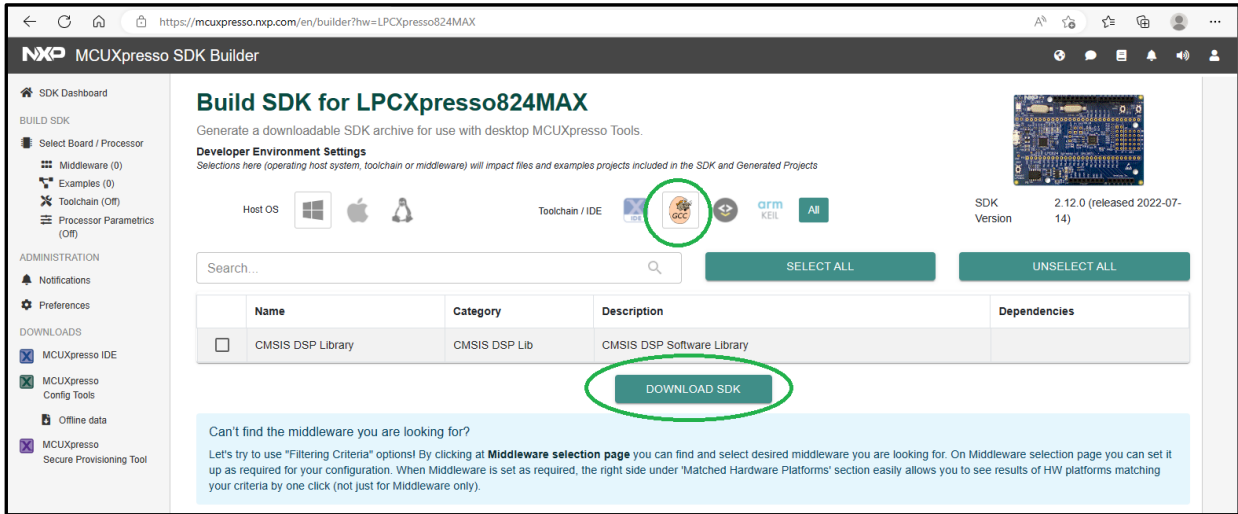 https://mcuxpresso.nxp.com/en/builder?hw=LPCXpresso824MAX
NXP MCUXpresso SDK Builder
SDK Dashboard
BUILD SDK
Select Board / Processor
Middleware (0)
Examples (0)
Toolchain (Off)
Processor Parametrics
(Off)
ADMINISTRATION
Notifications
Preferences
DOWNLOADS
MCUXpresso IDE
MCUXpresso
Config Tools
Offline data
MCUXpresso
Secure Provisioning Tool
Build SDK for LPCXpresso824MAX
Generate a downloadable SDK archive for use with desktop MCUXpresso Tools.
Developer Environment Settings
Selections here (operating host system, toolchain or middleware) will impact files and examples projects included in the SDK and Generated Projects
Host OS
Toolchain / IDE
IDE
GCC
arm
KEIL
All
SDK
Version
2.12.0 (released 2022-07-
14)
Search...
SELECT ALL
UNSELECT ALL
Name Category Description Dependencies
CMSIS DSP Library CMSIS DSP Lib CMSIS DSP Software Library
DOWNLOAD SDK
Can't find the middleware you are looking for?
Let's try to use "Filtering Criteria" options! By clicking at Middleware selection page you can find and select desired middleware you are looking for. On Middleware selection page you can set it
up as required for your configuration. When Middleware is set as required, the right side under 'Matched Hardware Platforms' section easily allows you to see results of HW platforms matching
your criteria by one click (not just for Middleware only).